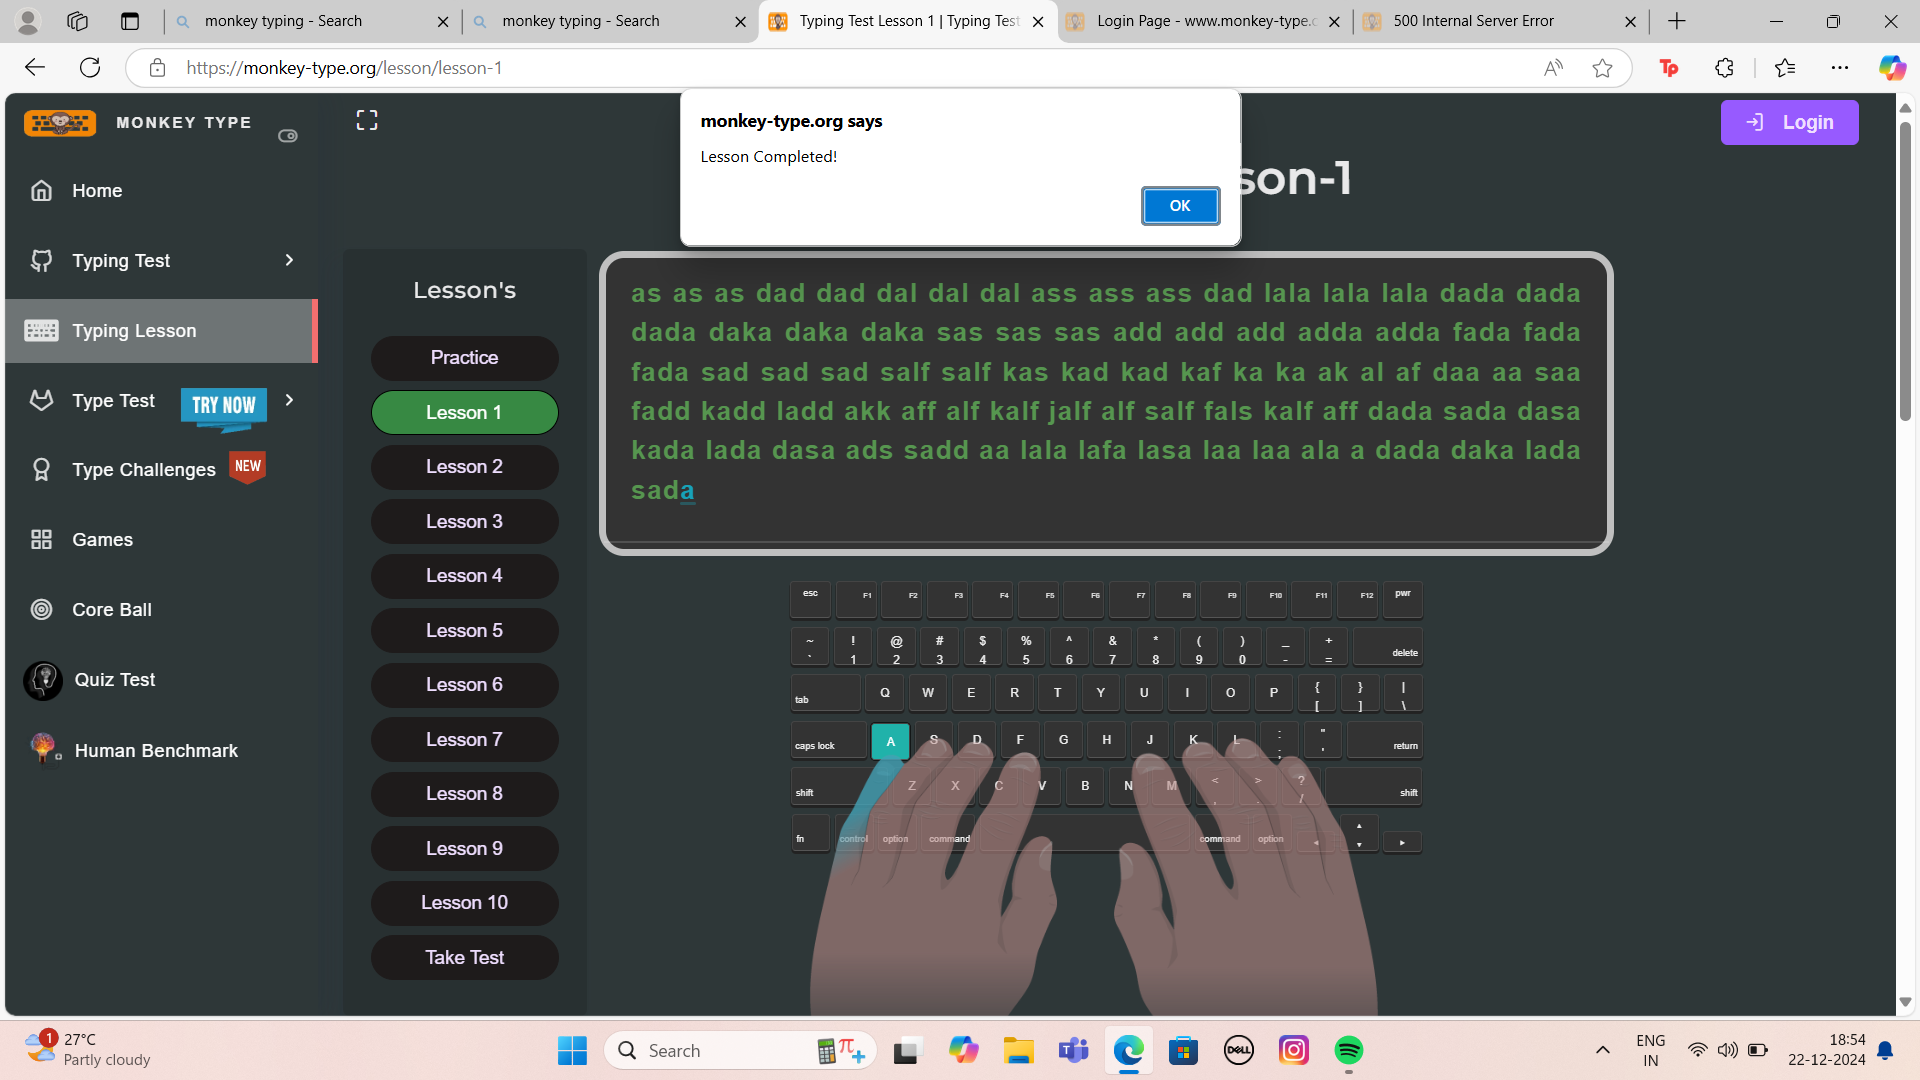 monkey typing - Search
monkey typing - Search
Typing Test Lesson 1 | Typing Test
Login Page - www.monkey-type.o
500 Internal Server Error
https://monkey-type.org/lesson/lesson-1
MONKEY TYPE
monkey-type.org says
Lesson Completed!
OK
Login
son-1
Home
Typing Test
Typing Lesson
Type Test
TRY NOW
Type Challenges
NEW
Games
Core Ball
Quiz Test
Human Benchmark
Lesson's
Practice
Lesson 1
Lesson 2
Lesson 3
Lesson 4
Lesson 5
Lesson 6
Lesson 7
Lesson 8
Lesson 9
Lesson 10
Take Test
as as as dad dad dal dal dal ass ass ass dad lala lala lala dada dada
dada daka daka daka sas sas sas add add add adda adda fada fada
fada sad sad sad salf salf kas kad kad kaf ka ka ak al af daa aa saa
fadd kadd ladd akk aff alf kalf jalf alf salf fals kalf aff dada sada dasa
kada lada dasa ads sadd aa lala lafa lasa laa laa ala a dada daka lada
sada
esc F1 F2 F3 F4 F5 F6 F7 F8 F9 F10 F11 F12 pwr
~ ! @ # $ % ^ & * ( ) _ +
` 1 2 3 4 5 6 7 8 9 0 - = delete
tab Q W E R T Y U I O P { } |
[ ] \
caps lock A S D F G H J K L : " return
; '
shift Z X C V B N M < > ? shift
, . /
fn control option command command option
27°C
Partly cloudy
1
Search
DELL
ENG
IN
18:54
22-12-2024